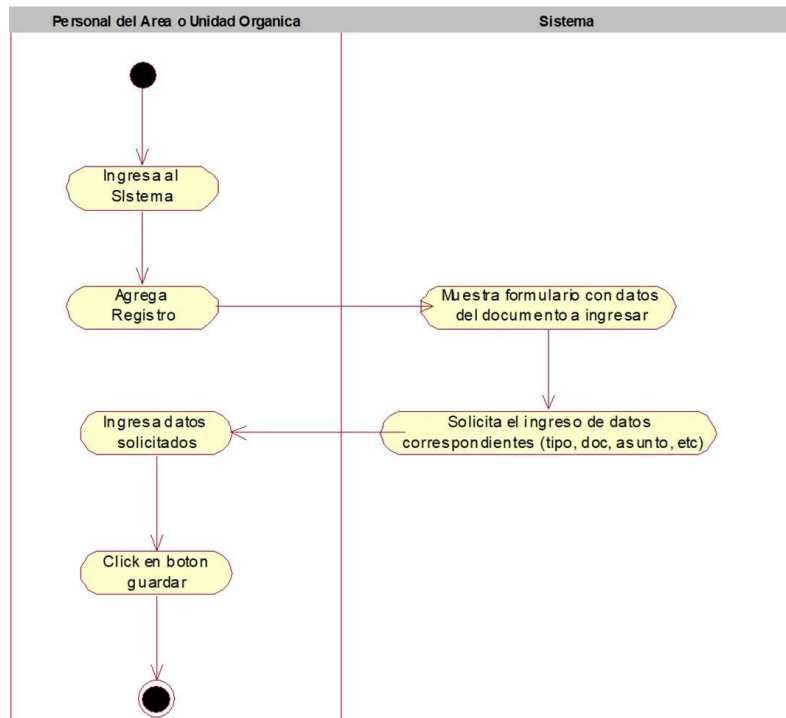 Personal del Area o Unidad Organica
Sistema
Ingresa al
SIstema
Agrega
Registro
Muestra formulario con datos
del documento a ingresar
Ingresa datos
solicitados
Solicita el ingreso de datos
correspondientes (tipo, doc, asunto, etc)
Click en boton
guardar